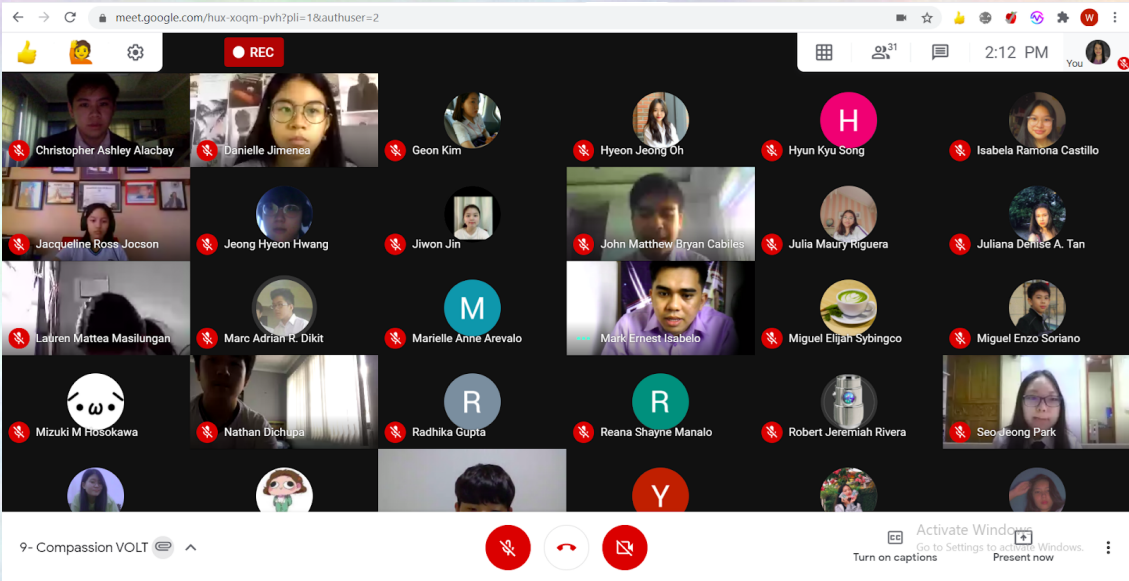 meet.google.com/hux-xoqm-pvh?pli=1&authuser=2
W
REC
31
2:12 PM
You
Christopher Ashley Alacbay
Danielle Jimenea
Geon Kim
Hyeon Jeong Oh
H
Hyun Kyu Song
Isabela Ramona Castillo
Jacqueline Ross Jocson
Jeong Hyeon Hwang
Jiwon Jin
John Matthew Bryan Cabiles
Julia Maury Riguera
Juliana Denise A. Tan
Lauren Mattea Masilungan
Marc Adrian R. Dikit
M
Marielle Anne Arevalo
Mark Ernest Isabelo
Miguel Elijah Sybingco
Miguel Enzo Soriano
Mizuki M Hosokawa
Nathan Dichupa
R
Radhika Gupta
R
Reana Shayne Manalo
Robert Jeremiah Rivera
Seo Jeong Park
Y
9- Compassion VOLT
CC
Turn on captions
Activate Windows
Go to Settings to activate Windows.
Present now